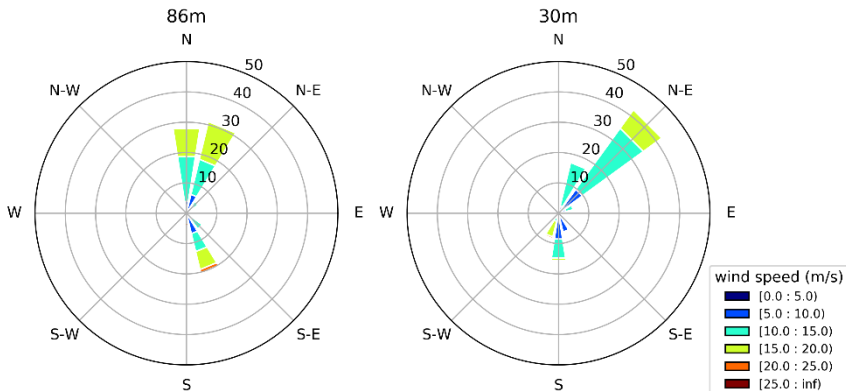 86m
N
50
N-W
N-E
40
30
20
10
W
E
S-W
S-E
S
30m
N
50
N-W
N-E
40
30
20
10
W
E
S-W
S-E
S
wind speed (m/s)
[0.0 : 5.0)
[5.0 : 10.0)
[10.0 : 15.0)
[15.0 : 20.0)
[20.0 : 25.0)
[25.0 : inf)